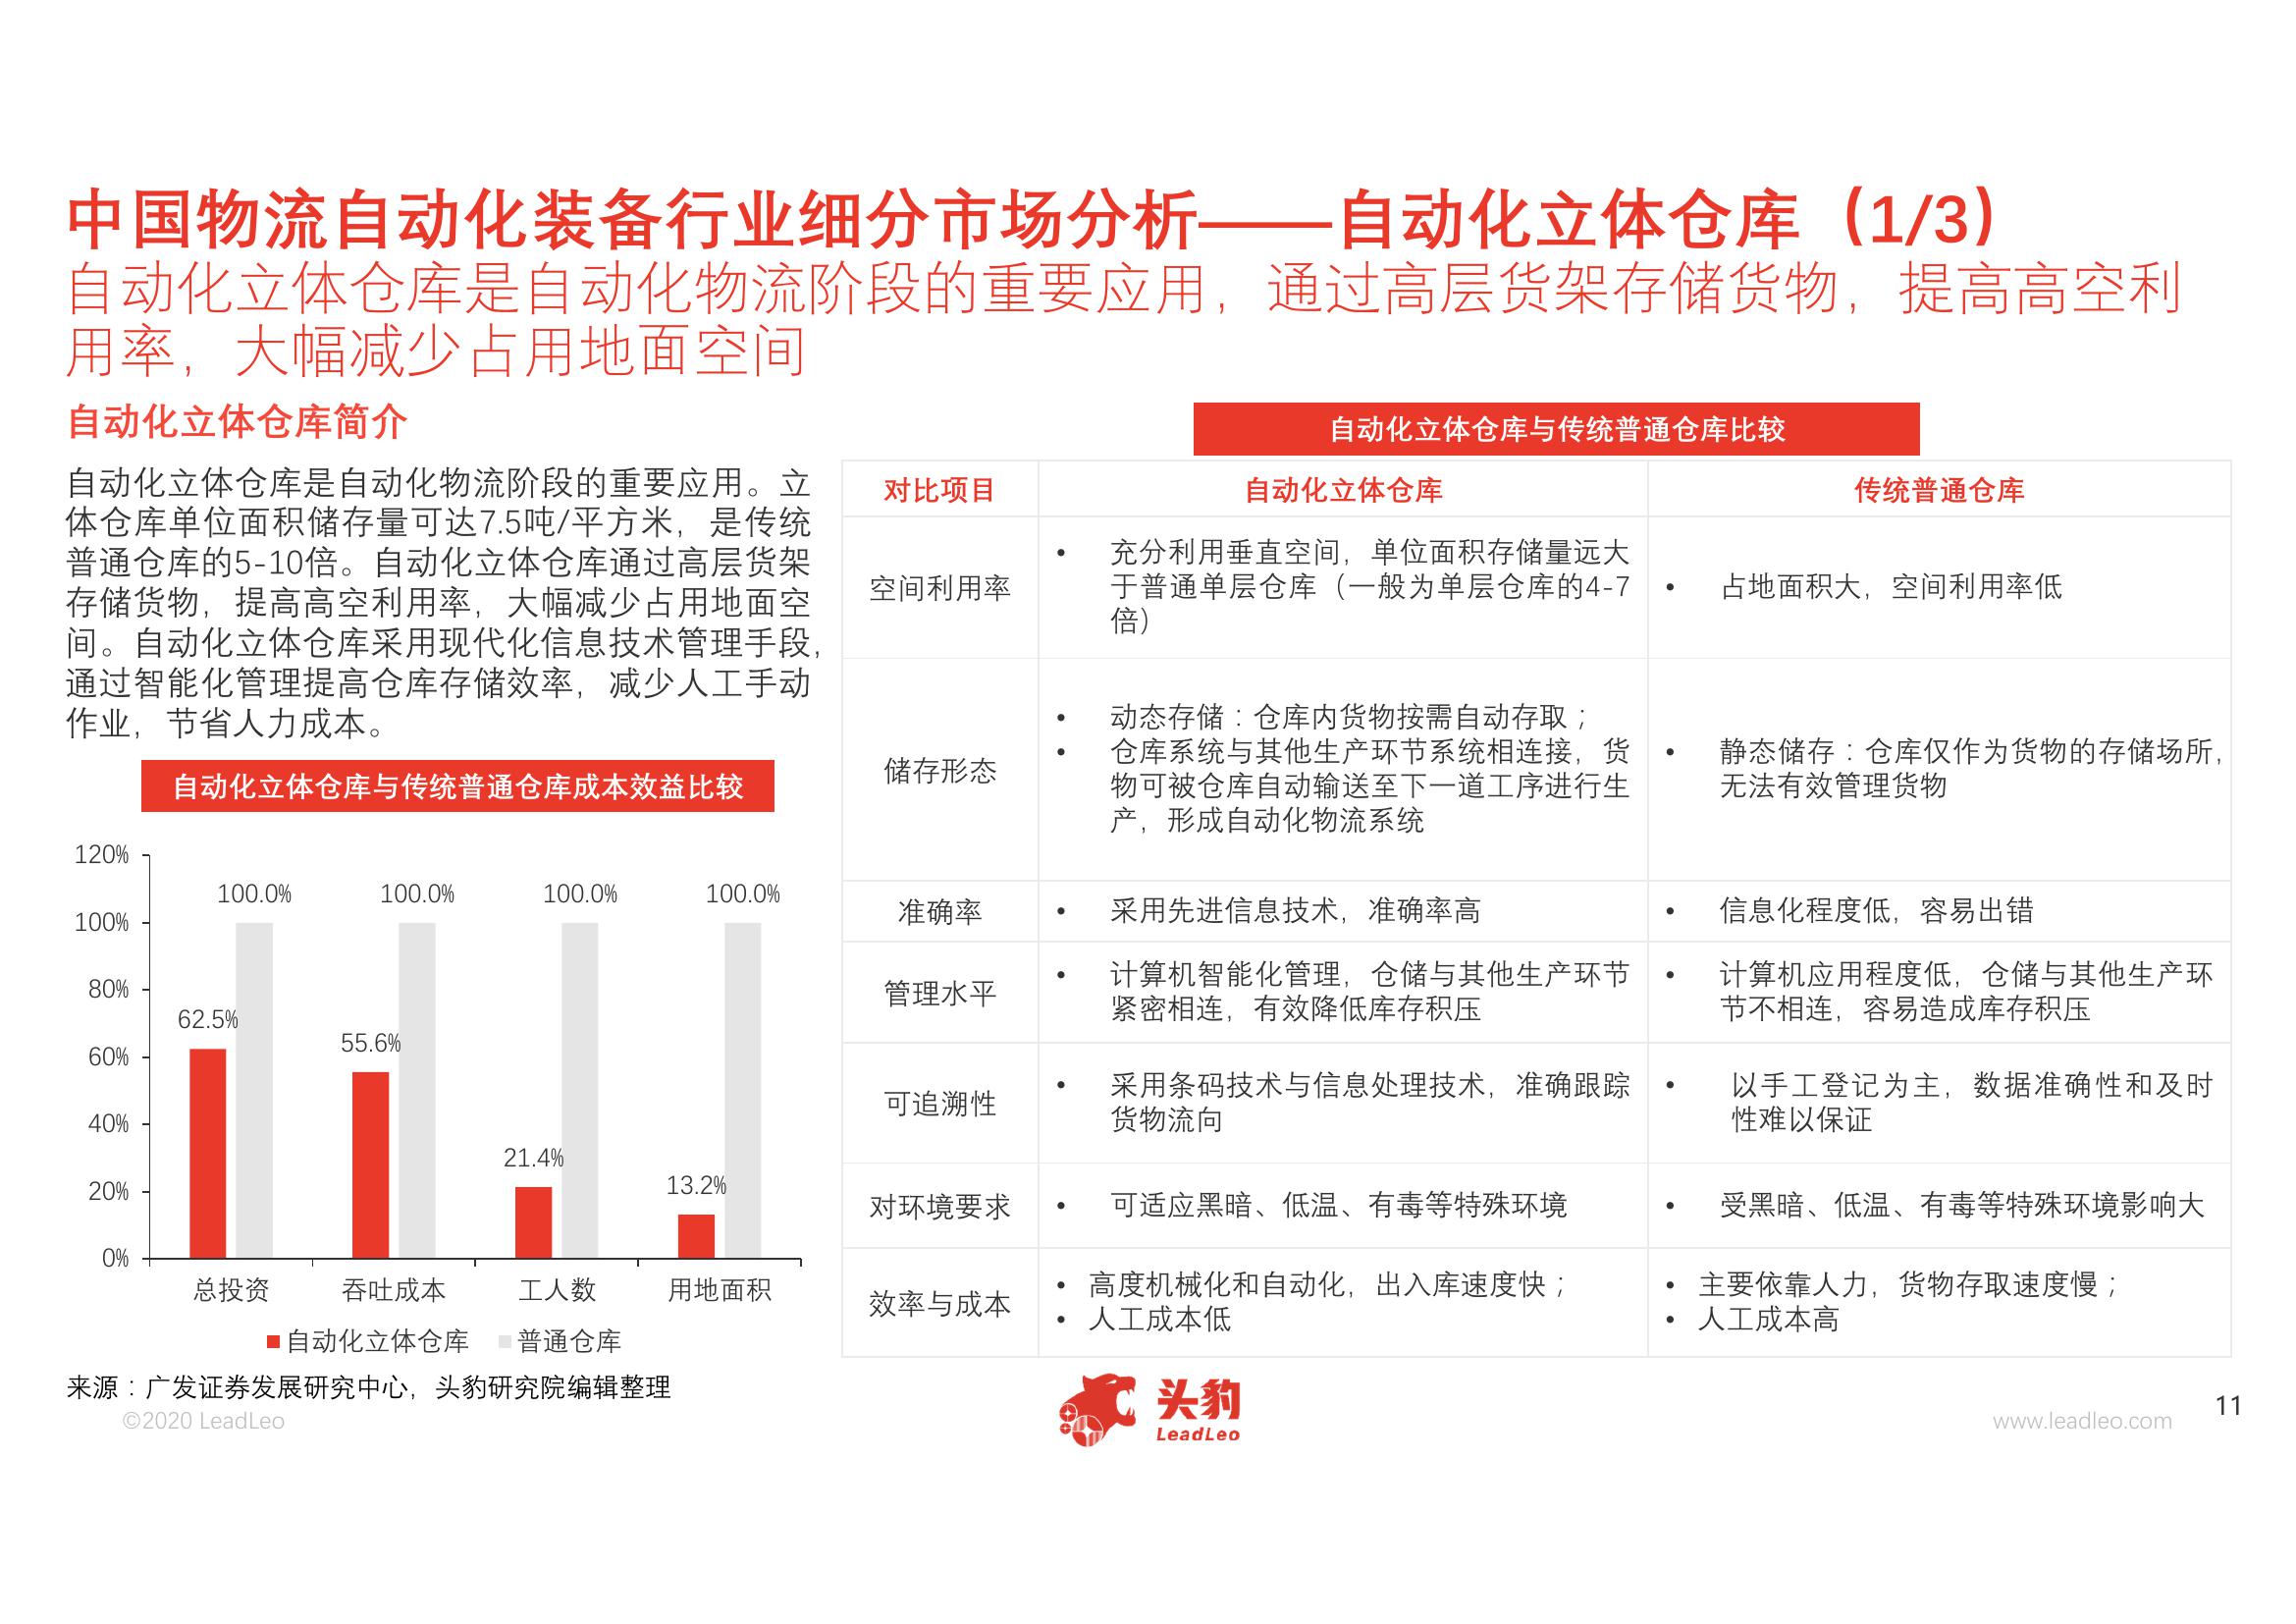 中国物流自动化装备行业细分市场分析——自动化立体仓库（1/3）
自动化立体仓库是自动化物流阶段的重要应用，通过高层货架存储货物，提高高空利
用率，大幅减少占用地面空间
自动化立体仓库简介
自动化立体仓库是自动化物流阶段的重要应用。立
体仓库单位面积储存量可达7.5吨/平方米，是传统
普通仓库的5-10倍。自动化立体仓库通过高层货架
存储货物，提高高空利用率，大幅减少占用地面空
间。自动化立体仓库采用现代化信息技术管理手段，
通过智能化管理提高仓库存储效率，减少人工手动
作业，节省人力成本。
自动化立体仓库与传统普通仓库成本效益比较
120%
100%
80%
60%
40%
20%
0%
100.0%
100.0%
100.0%
100.0%
62.5%
55.6%
21.4%
13.2%
总投资
吞吐成本
工人数
用地面积
自动化立体仓库
普通仓库
自动化立体仓库与传统普通仓库比较
对比项目
自动化立体仓库
传统普通仓库
空间利用率
• 充分利用垂直空间，单位面积存储量远大
于普通单层仓库（一般为单层仓库的4-7
倍）
• 占地面积大，空间利用率低
储存形态
• 动态存储：仓库内货物按需自动存取；
• 仓库系统与其他生产环节系统相连接，货
物可被仓库自动输送至下一道工序进行生
产，形成自动化物流系统
• 静态储存：仓库仅作为货物的存储场所，
无法有效管理货物
准确率
• 采用先进信息技术，准确率高
• 信息化程度低，容易出错
管理水平
• 计算机智能化管理，仓储与其他生产环节
紧密相连，有效降低库存积压
• 计算机应用程度低，仓储与其他生产环
节不相连，容易造成库存积压
可追溯性
• 采用条码技术与信息处理技术，准确跟踪
货物流向
• 以手工登记为主，数据准确性和及时
性难以保证
对环境要求
• 可适应黑暗、低温、有毒等特殊环境
• 受黑暗、低温、有毒等特殊环境影响大
效率与成本
• 高度机械化和自动化，出入库速度快；
• 人工成本低
• 主要依靠人力，货物存取速度慢；
• 人工成本高
来源：广发证券发展研究中心，头豹研究院编辑整理
©2020 LeadLeo
头豹
LeadLeo
www.leadleo.com
11